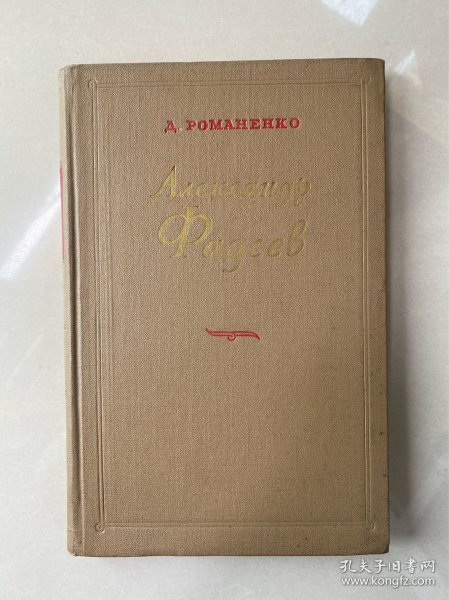 Д. РОМАНЕНКО
Александр
Фадеев
孔夫子旧书网
www.kongfz.com